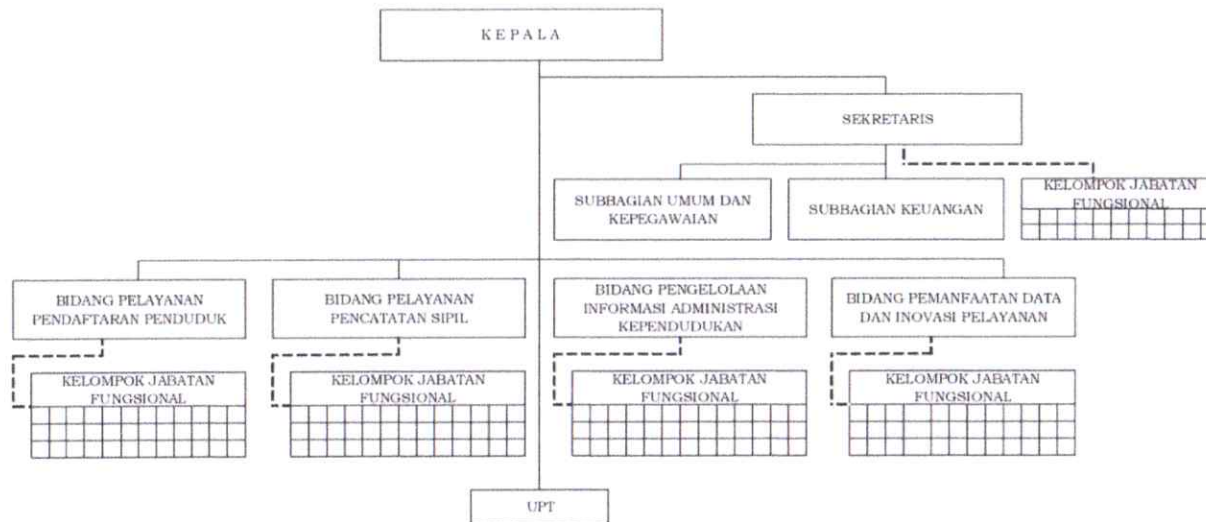 K E P A L A
SEKRETARIS
SUBBAGIAN UMUM DAN
KEPEGAWAIAN
SUBBAGIAN KEUANGAN
KELOMPOK JABATAN
FUNGSIONAL
BIDANG PELAYANAN
PENDAFTARAN PENDUDUK
BIDANG PELAYANAN
PENCATATAN SIPIL
BIDANG PENGELOLAAN
INFORMASI ADMINISTRASI
KEPENDUDUKAN
BIDANG PEMANFAATAN DATA
DAN INOVASI PELAYANAN
KELOMPOK JABATAN
FUNGSIONAL
KELOMPOK JABATAN
FUNGSIONAL
KELOMPOK JABATAN
FUNGSIONAL
KELOMPOK JABATAN
FUNGSIONAL
UPT